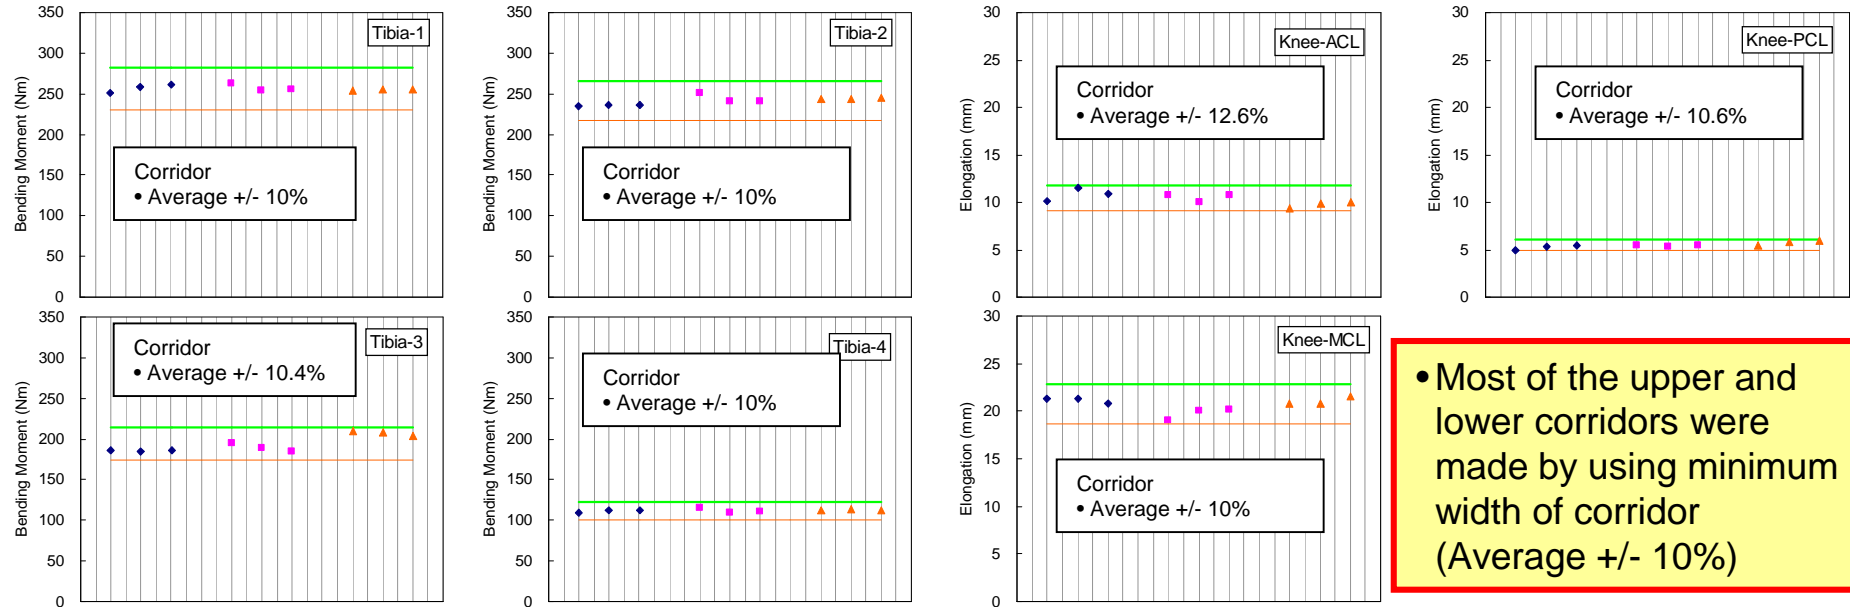 350
300
250
200
150
100
50
0
Bending Moment (Nm)
Tibia-1
Corridor
• Average +/- 10%
350
300
250
200
150
100
50
0
Bending Moment (Nm)
Tibia-2
Corridor
• Average +/- 10%
30
25
20
15
10
5
0
Elongation (mm)
Knee-ACL
Corridor
• Average +/- 12.6%
30
25
20
15
10
5
0
Elongation (mm)
Knee-PCL
Corridor
• Average +/- 10.6%
350
300
250
200
150
100
50
0
Bending Moment (Nm)
Tibia-3
Corridor
• Average +/- 10.4%
350
300
250
200
150
100
50
0
Bending Moment (Nm)
Tibia-4
Corridor
• Average +/- 10%
30
25
20
15
10
5
0
Elongation (mm)
Knee-MCL
Corridor
• Average +/- 10%
• Most of the upper and
lower corridors were
made by using minimum
width of corridor
(Average +/- 10%)